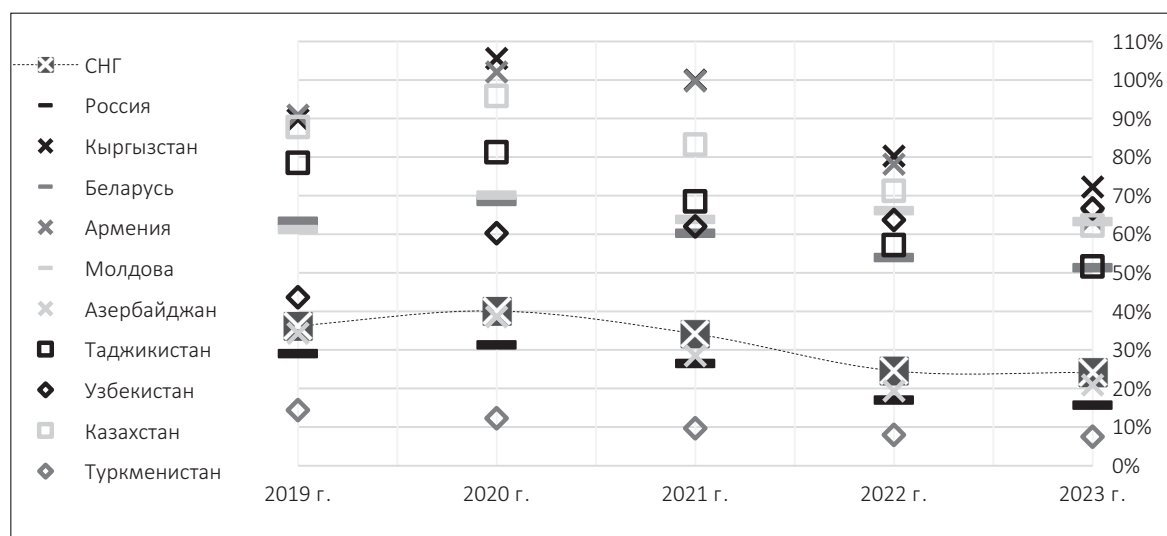 СНГ
Россия
Кыргызстан
Беларусь
Армения
Молдова
Азербайджан
Таджикистан
Узбекистан
Казахстан
Туркменистан
110%
100%
90%
80%
70%
60%
50%
40%
30%
20%
10%
0%
2019 г.
2020 г.
2021 г.
2022 г.
2023 г.